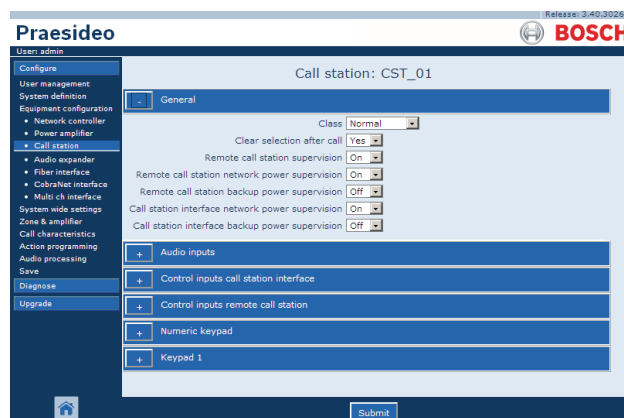 Release: 3.40.3026
Praesideo
BOSCH
User: admin
Configure
User management
System definition
Equipment configuration
• Network controller
• Power amplifier
• Call station
• Audio expander
• Fiber interface
• CobraNet interface
• Multi ch interface
System wide settings
Zone & amplifier
Call characteristics
Action programming
Audio processing
Save
Diagnose
Upgrade
Call station: CST_01
- General
Class Normal
Clear selection after call Yes
Remote call station supervision On
Remote call station network power supervision On
Remote call station backup power supervision Off
Call station interface network power supervision On
Call station interface backup power supervision Off
+ Audio inputs
+ Control inputs call station interface
+ Control inputs remote call station
+ Numeric keypad
+ Keypad 1
Submit